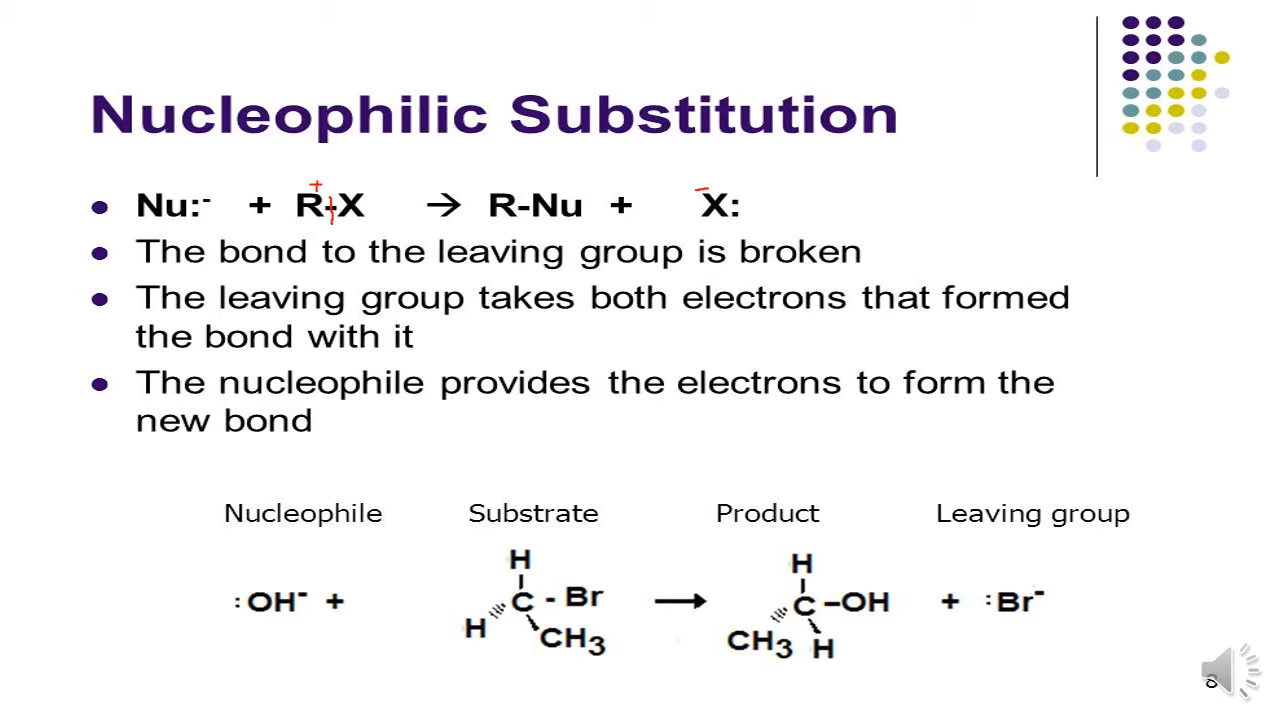 Nucleophilic Substitution
• Nu:⁻ + R-X → R-Nu + ⁻X:
+
• The bond to the leaving group is broken
• The leaving group takes both electrons that formed
the bond with it
• The nucleophile provides the electrons to form the
new bond
Nucleophile Substrate Product Leaving group
H H
:OH⁻ + C - Br → C –OH + :Br⁻
H CH₃ CH₃ H
8